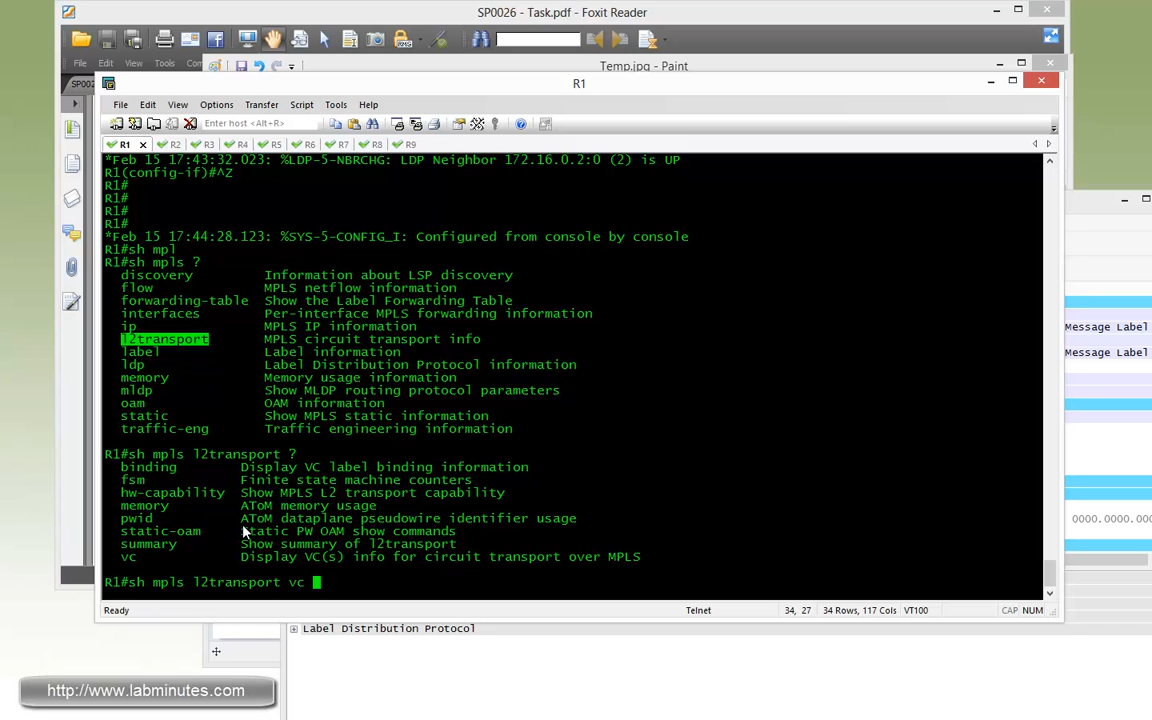 SP0026 - Task.pdf - Foxit Reader
File Edit View Tools Co
Temp.jpg - Paint
SP002
R1
File Edit View Options Transfer Script Tools Help
Enter host <Alt+R>
R1 R2 R3 R4 R5 R6 R7 R8 R9
*Feb 15 17:43:32.023: %LDP-5-NBRCHG: LDP Neighbor 172.16.0.2:0 (2) is UP
R1(config-if)#^Z
R1#
R1#
R1#
R1#
*Feb 15 17:44:28.123: %SYS-5-CONFIG_I: Configured from console by console
R1#sh mpl
R1#sh mpls ?
discovery Information about LSP discovery
flow MPLS netflow information
forwarding-table Show the Label Forwarding Table
interfaces Per-interface MPLS forwarding information
ip MPLS IP information
l2transport MPLS circuit transport info
label Label information
ldp Label Distribution Protocol information
memory Memory usage information
mldp Show MLDP routing protocol parameters
oam OAM information
static Show MPLS static information
traffic-eng Traffic engineering information
R1#sh mpls l2transport ?
binding Display VC label binding information
fsm Finite state machine counters
hw-capability Show MPLS L2 transport capability
memory AToM memory usage
pwid AToM dataplane pseudowire identifier usage
static-oam Static PW OAM show commands
summary Show summary of l2transport
vc Display VC(s) info for circuit transport over MPLS
R1#sh mpls l2transport vc
Ready Telnet 34, 27 34 Rows, 117 Cols VT100 CAP NUM
Message Label
Message Label
0000.0000.
Label Distribution Protocol
http://www.labminutes.com